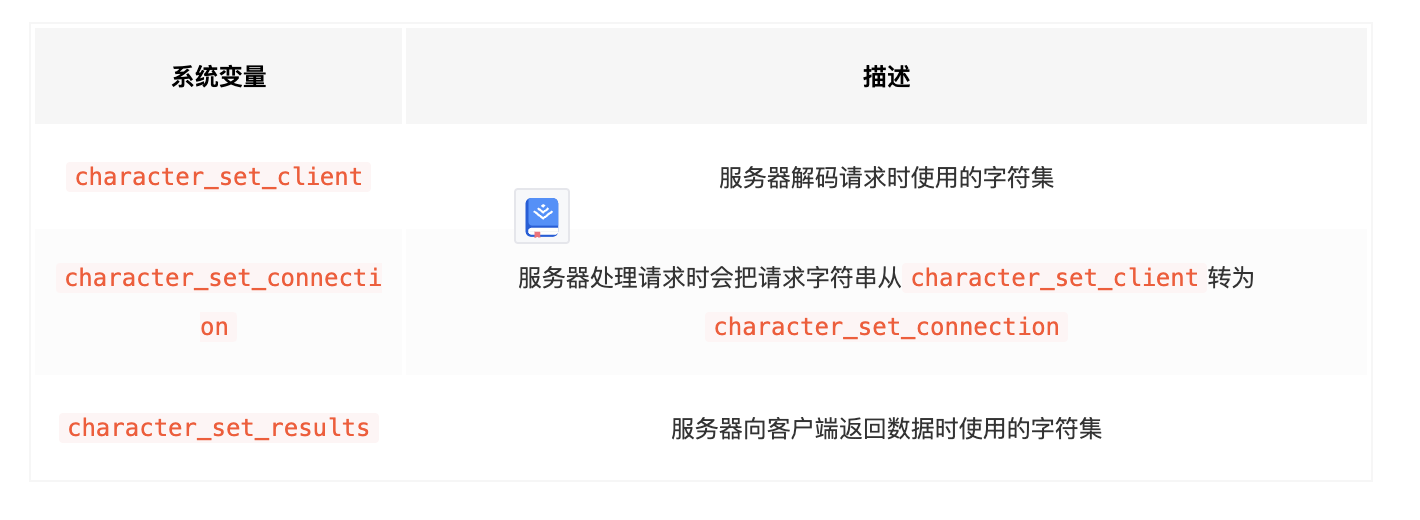 系统变量
描述
character_set_client
服务器解码请求时使用的字符集
character_set_connecti
on
服务器处理请求时会把请求字符串从 character_set_client 转为
character_set_connection
character_set_results
服务器向客户端返回数据时使用的字符集